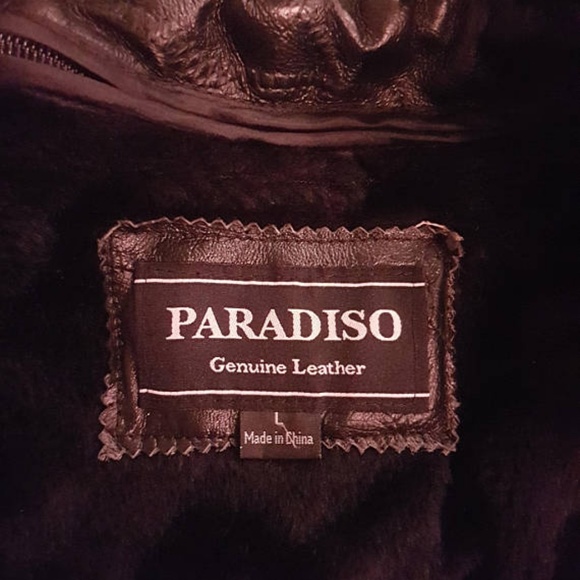 PARADISO
Genuine Leather
L
Made in China